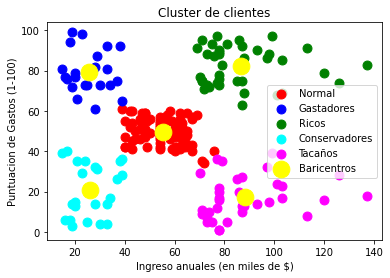 Cluster de clientes
Puntuacion de Gastos (1-100)
100
80
60
40
20
0
Normal
Gastadores
Ricos
Conservadores
Tacaños
Baricentros
20
40
60
80
100
120
140
Ingreso anuales (en miles de $)